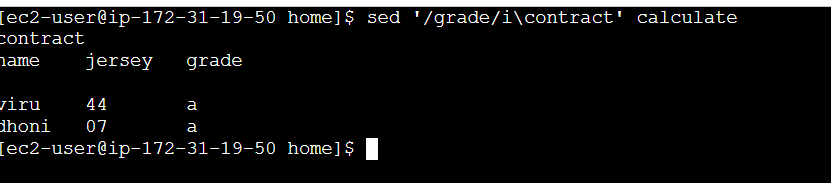 [ec2-user@ip-172-31-19-50 home]$ sed '/grade/i\contract' calculate
contract
name jersey grade
viru 44 a
dhoni 07 a
[ec2-user@ip-172-31-19-50 home]$